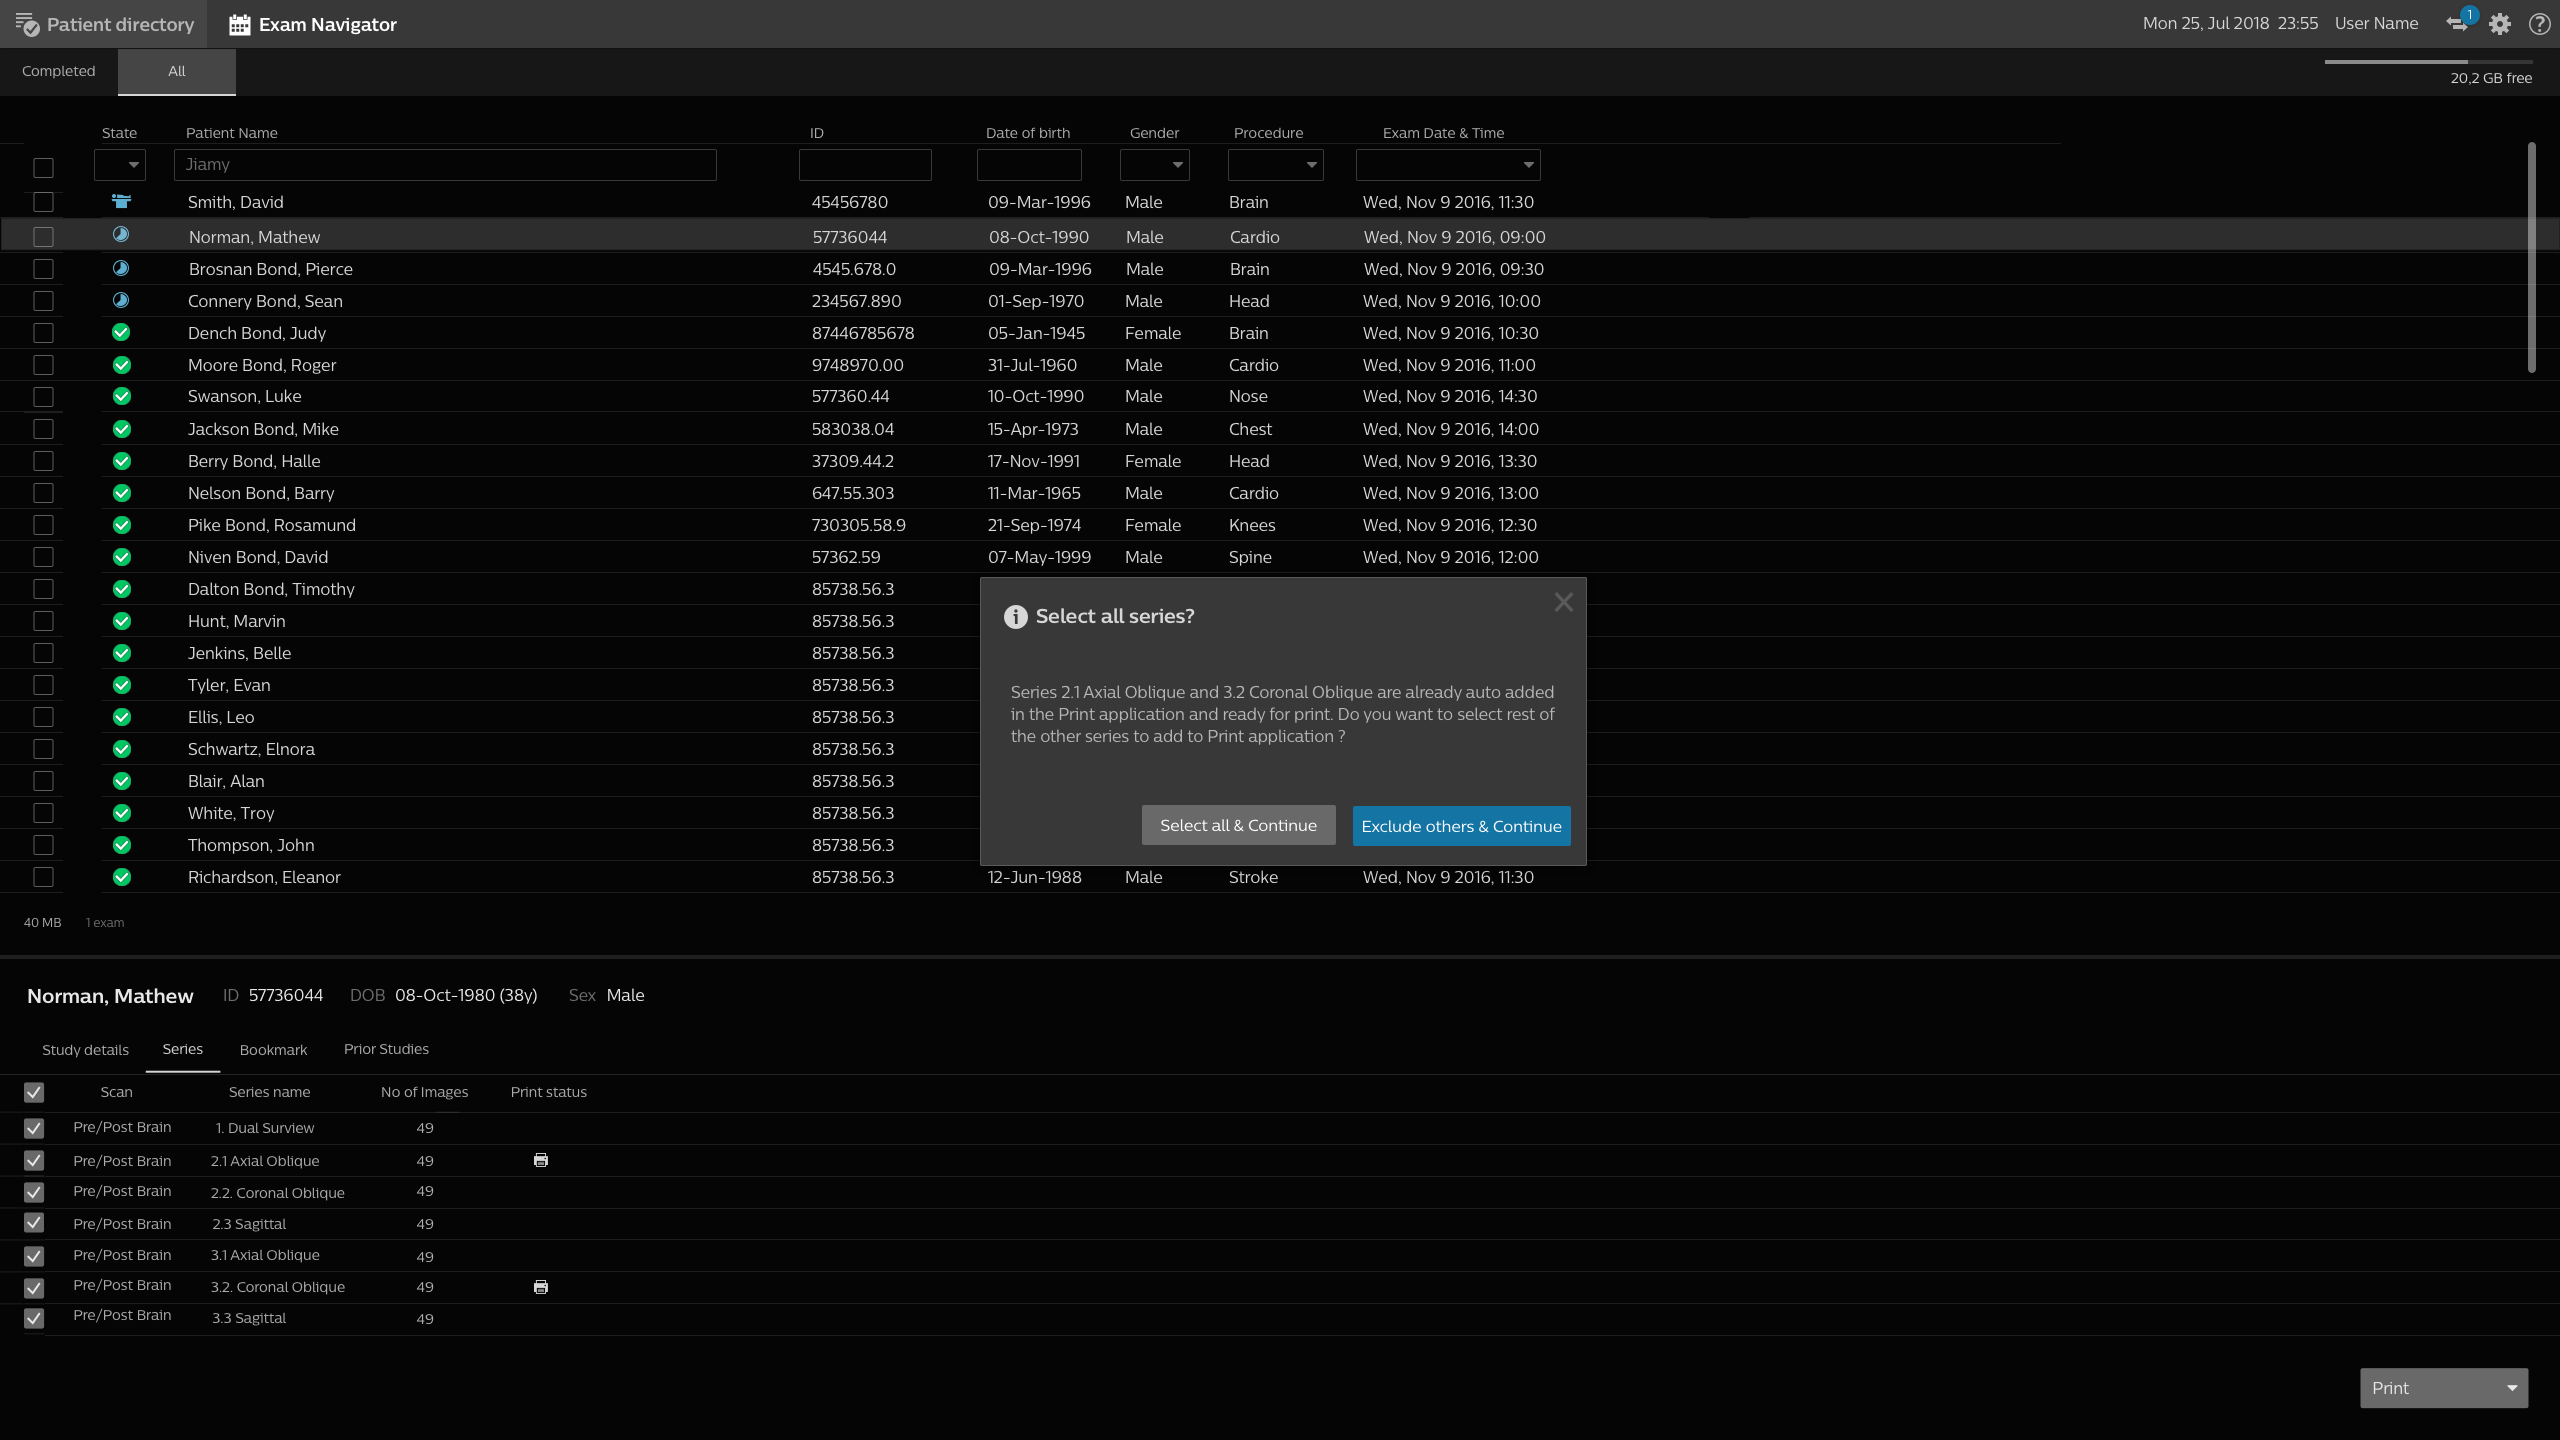 Patient directory Exam Navigator Mon 25, Jul 2018 23:55 User Name 1
Completed All 20,2 GB free
State Patient Name ID Date of birth Gender Procedure Exam Date & Time
Jiamy
Smith, David 45456780 09-Mar-1996 Male Brain Wed, Nov 9 2016, 11:30
Norman, Mathew 57736044 08-Oct-1990 Male Cardio Wed, Nov 9 2016, 09:00
Brosnan Bond, Pierce 4545.678.0 09-Mar-1996 Male Brain Wed, Nov 9 2016, 09:30
Connery Bond, Sean 234567.890 01-Sep-1970 Male Head Wed, Nov 9 2016, 10:00
Dench Bond, Judy 87446785678 05-Jan-1945 Female Brain Wed, Nov 9 2016, 10:30
Moore Bond, Roger 9748970.00 31-Jul-1960 Male Cardio Wed, Nov 9 2016, 11:00
Swanson, Luke 577360.44 10-Oct-1990 Male Nose Wed, Nov 9 2016, 14:30
Jackson Bond, Mike 583038.04 15-Apr-1973 Male Chest Wed, Nov 9 2016, 14:00
Berry Bond, Halle 37309.44.2 17-Nov-1991 Female Head Wed, Nov 9 2016, 13:30
Nelson Bond, Barry 647.55.303 11-Mar-1965 Male Cardio Wed, Nov 9 2016, 13:00
Pike Bond, Rosamund 730305.58.9 21-Sep-1974 Female Knees Wed, Nov 9 2016, 12:30
Niven Bond, David 57362.59 07-May-1999 Male Spine Wed, Nov 9 2016, 12:00
Dalton Bond, Timothy 85738.56.3
Hunt, Marvin 85738.56.3
Jenkins, Belle 85738.56.3
Tyler, Evan 85738.56.3
Ellis, Leo 85738.56.3
Schwartz, Elnora 85738.56.3
Blair, Alan 85738.56.3
White, Troy 85738.56.3
Thompson, John 85738.56.3
Richardson, Eleanor 85738.56.3 12-Jun-1988 Male Stroke Wed, Nov 9 2016, 11:30
Select all series?
Series 2.1 Axial Oblique and 3.2 Coronal Oblique are already auto added
in the Print application and ready for print. Do you want to select rest of
the other series to add to Print application ?
Select all & Continue Exclude others & Continue
40 MB 1 exam
Norman, Mathew ID 57736044 DOB 08-Oct-1980 (38y) Sex Male
Study details Series Bookmark Prior Studies
Scan Series name No of Images Print status
Pre/Post Brain 1. Dual Surview 49
Pre/Post Brain 2.1 Axial Oblique 49
Pre/Post Brain 2.2. Coronal Oblique 49
Pre/Post Brain 2.3 Sagittal 49
Pre/Post Brain 3.1 Axial Oblique 49
Pre/Post Brain 3.2. Coronal Oblique 49
Pre/Post Brain 3.3 Sagittal 49
Print